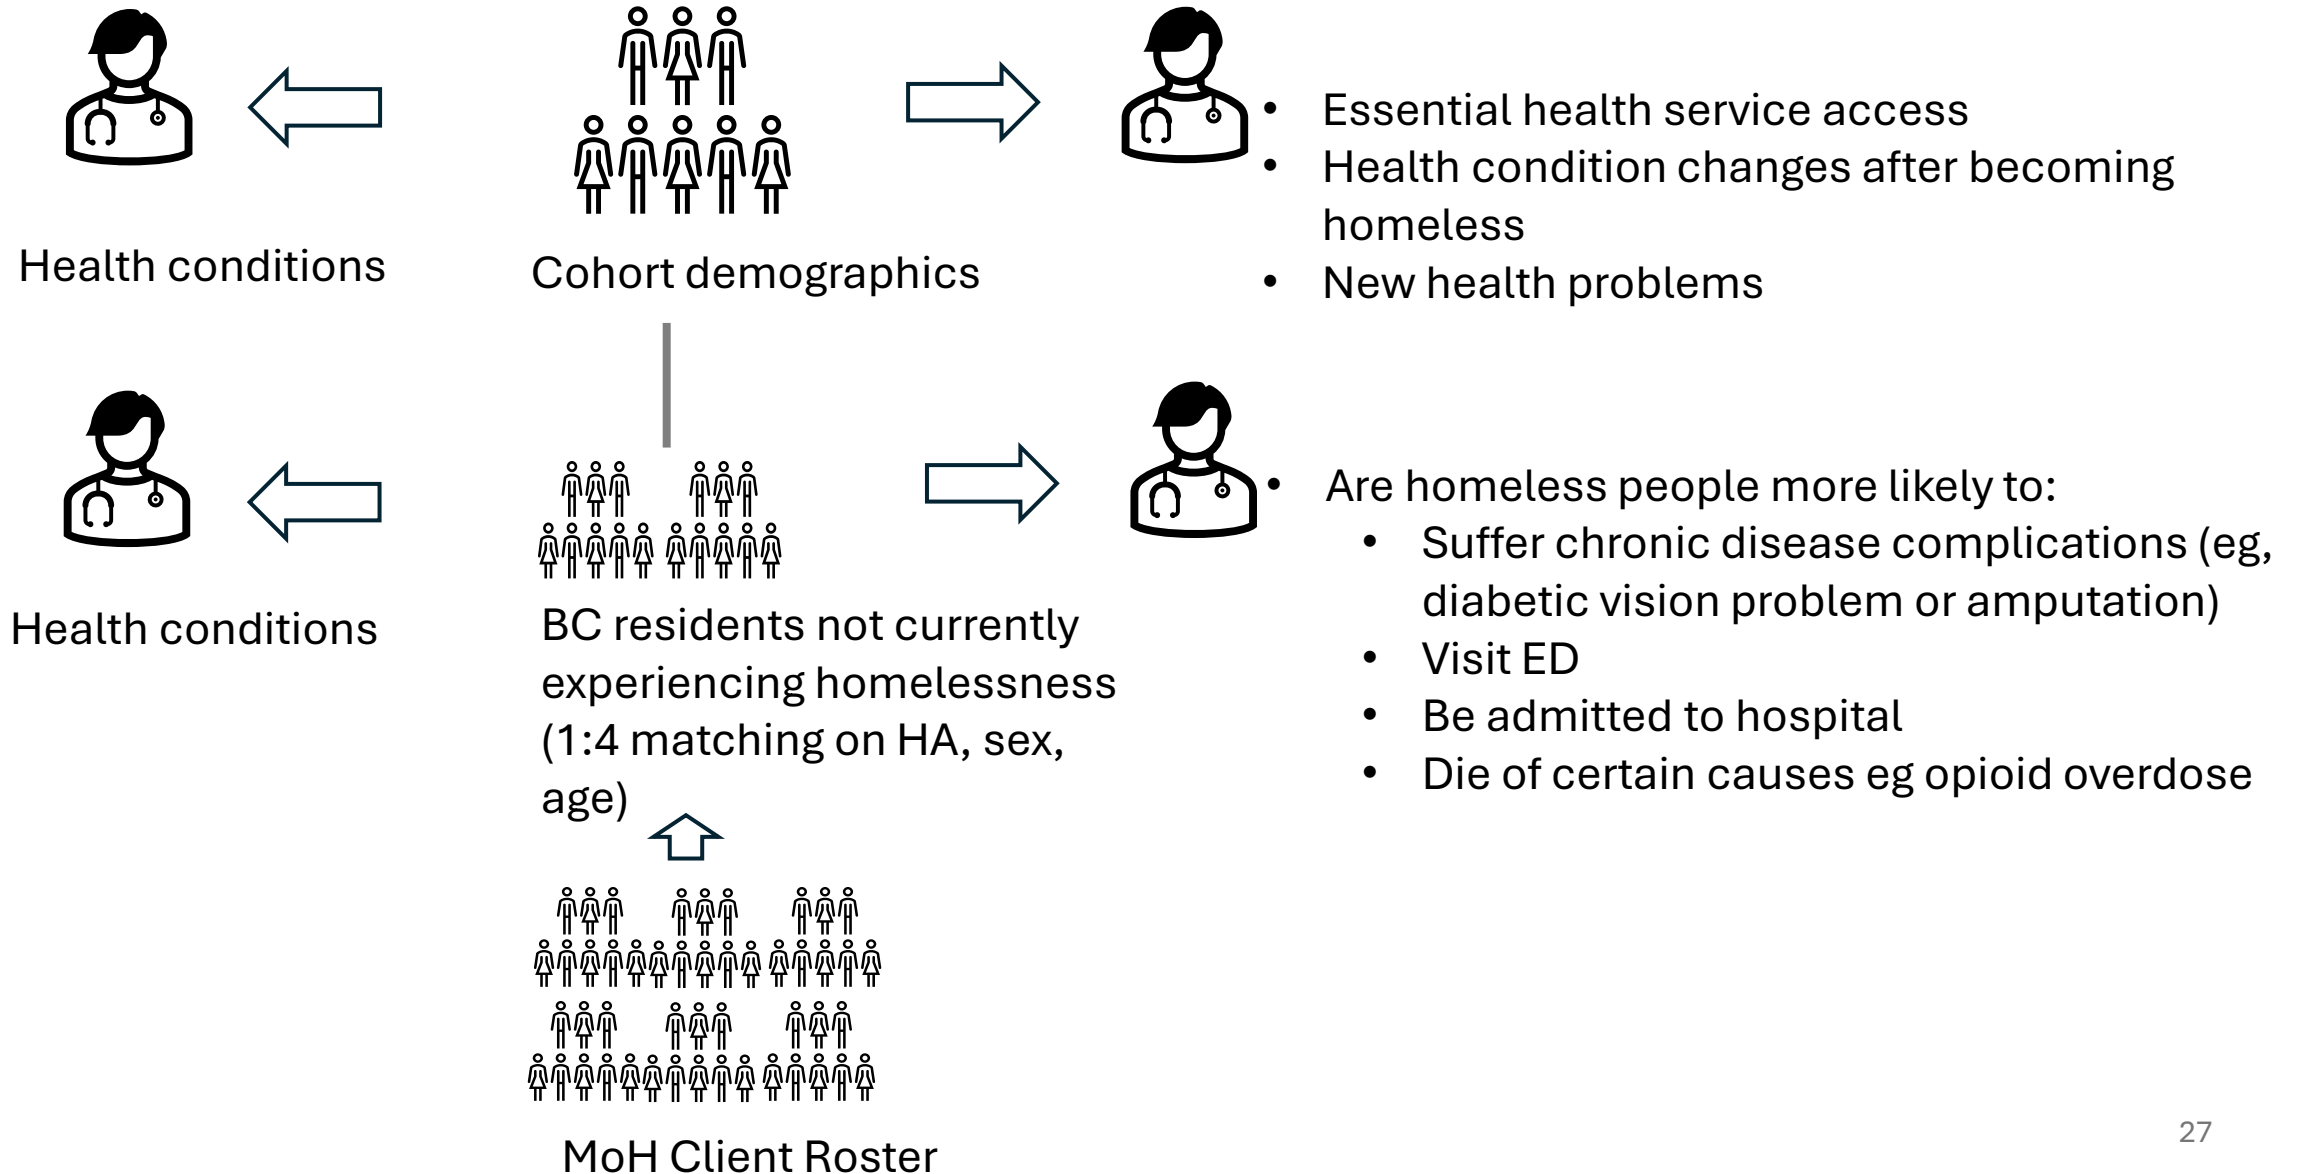 Health conditions
Cohort demographics
• Essential health service access
• Health condition changes after becoming
homeless
• New health problems
Health conditions
BC residents not currently
experiencing homelessness
(1:4 matching on HA, sex,
age)
• Are homeless people more likely to:
• Suffer chronic disease complications (eg,
diabetic vision problem or amputation)
• Visit ED
• Be admitted to hospital
• Die of certain causes eg opioid overdose
MoH Client Roster
27